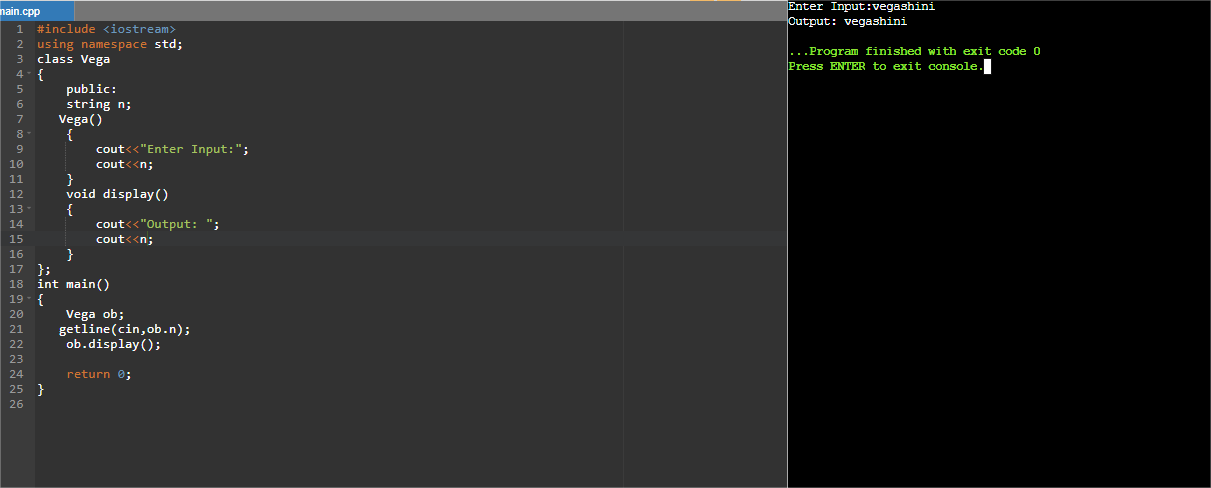 main.cpp
1 #include <iostream>
2 using namespace std;
3 class Vega
4 {
5     public:
6     string n;
7    Vega()
8     {
9         cout<<"Enter Input:";
10         cout<<n;
11     }
12     void display()
13     {
14         cout<<"Output: ";
15         cout<<n;
16     }
17 };
18 int main()
19 {
20     Vega ob;
21    getline(cin,ob.n);
22     ob.display();
23
24     return 0;
25 }
26
Enter Input:vegashini
Output: vegashini
...Program finished with exit code 0
Press ENTER to exit console.